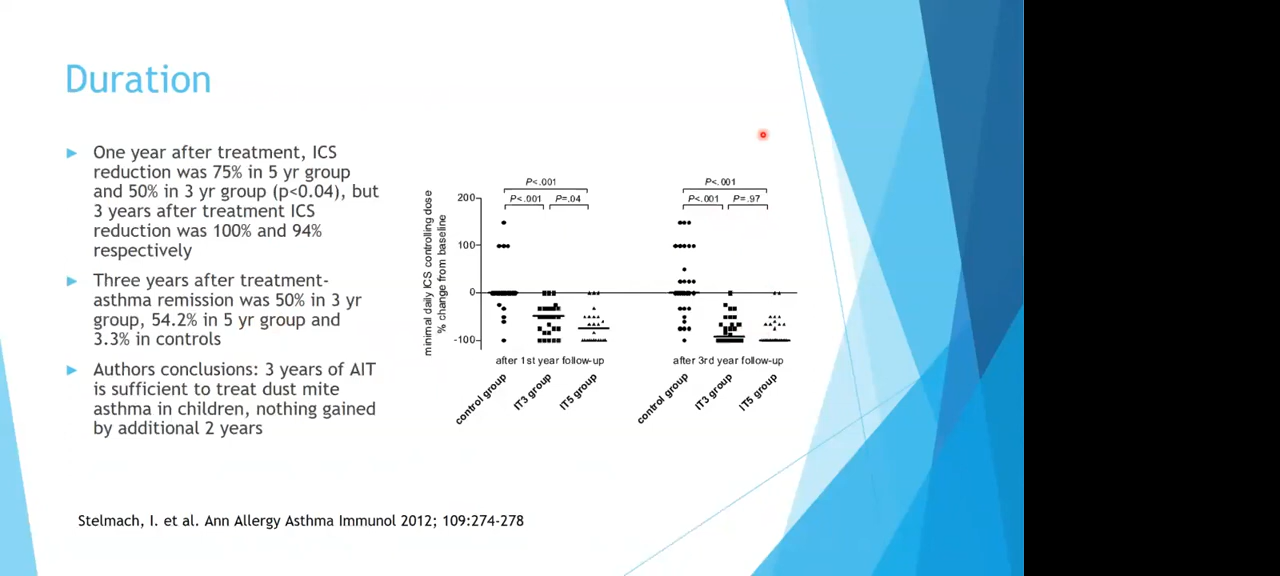 Duration
One year after treatment, ICS
reduction was 75% in 5 yr group
and 50% in 3 yr group (p<0.04), but
3 years after treatment ICS
reduction was 100% and 94%
respectively
Three years after treatment-
asthma remission was 50% in 3 yr
group, 54.2% in 5 yr group and
3.3% in controls
Authors conclusions: 3 years of AIT
is sufficient to treat dust mite
asthma in children, nothing gained
by additional 2 years
minimal daily ICS controlling dose
% change from baseline
200
100
0
-100
P<.001
P<.001
P=.04
P<.001
P<.001
P=.97
after 1st year follow-up
after 3rd year follow-up
control group
IT3 group
IT5 group
control group
IT3 group
IT5 group
Stelmach, I. et al. Ann Allergy Asthma Immunol 2012; 109:274-278